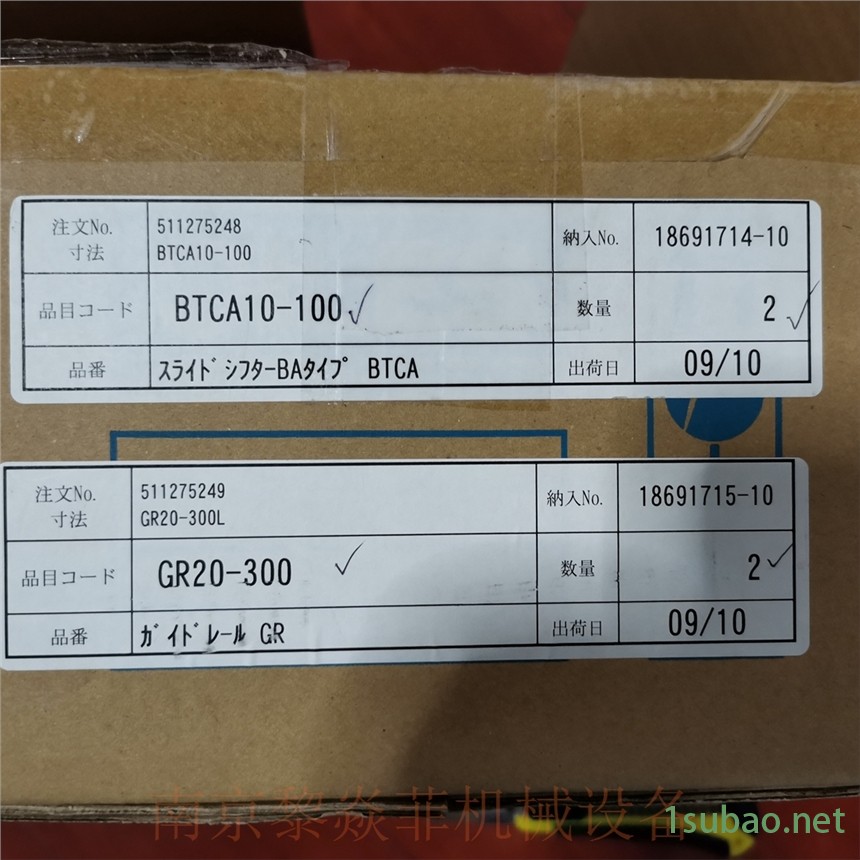 注文No. 511275248 納入No. 18691714-10
寸法 BTCA10-100
品目コード BTCA10-100 数量 2
品番 ｽﾗｲﾄﾞｼﾌﾀｰBAﾀｲﾌﾟ BTCA 出荷日 09/10
注文No. 511275249 納入No. 18691715-10
寸法 GR20-300L
品目コード GR20-300 数量 2
品番 ｶﾞｲﾄﾞﾚｰﾙ GR 出荷日 09/10
南京黎焱菲机械设备
1subao.net